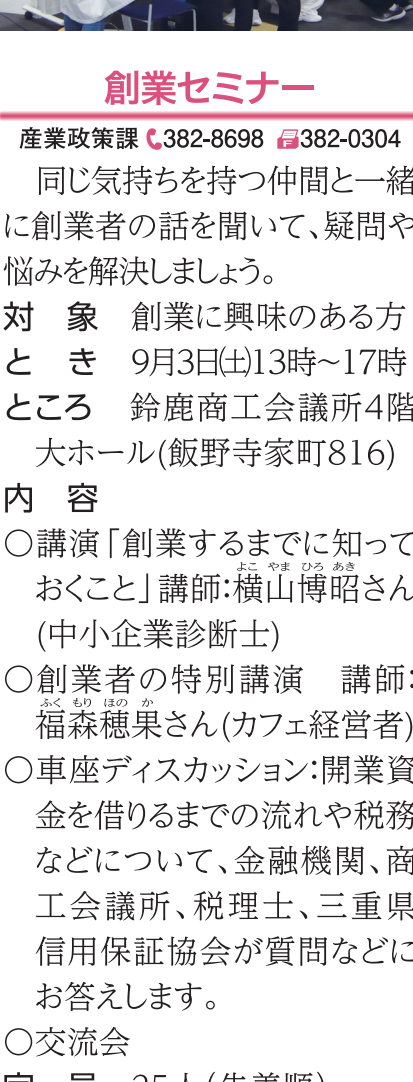 創業セミナー
産業政策課 382-8698 382-0304
同じ気持ちを持つ仲間と一緒
に創業者の話を聞いて、疑問や
悩みを解決しましょう。
対 象 創業に興味のある方
と き 9月3日㈯13時~17時
ところ 鈴鹿商工会議所4階
大ホール(飯野寺家町816)
内 容
○講演「創業するまでに知って
おくこと」講師:横山博昭さん
(中小企業診断士)
○創業者の特別講演 講師:
福森穂果さん(カフェ経営者)
○車座ディスカッション:開業資
金を借りるまでの流れや税務
などについて、金融機関、商
工会議所、税理士、三重県
信用保証協会が質問などに
お答えします。
○交流会
定 員 25人(先着順)